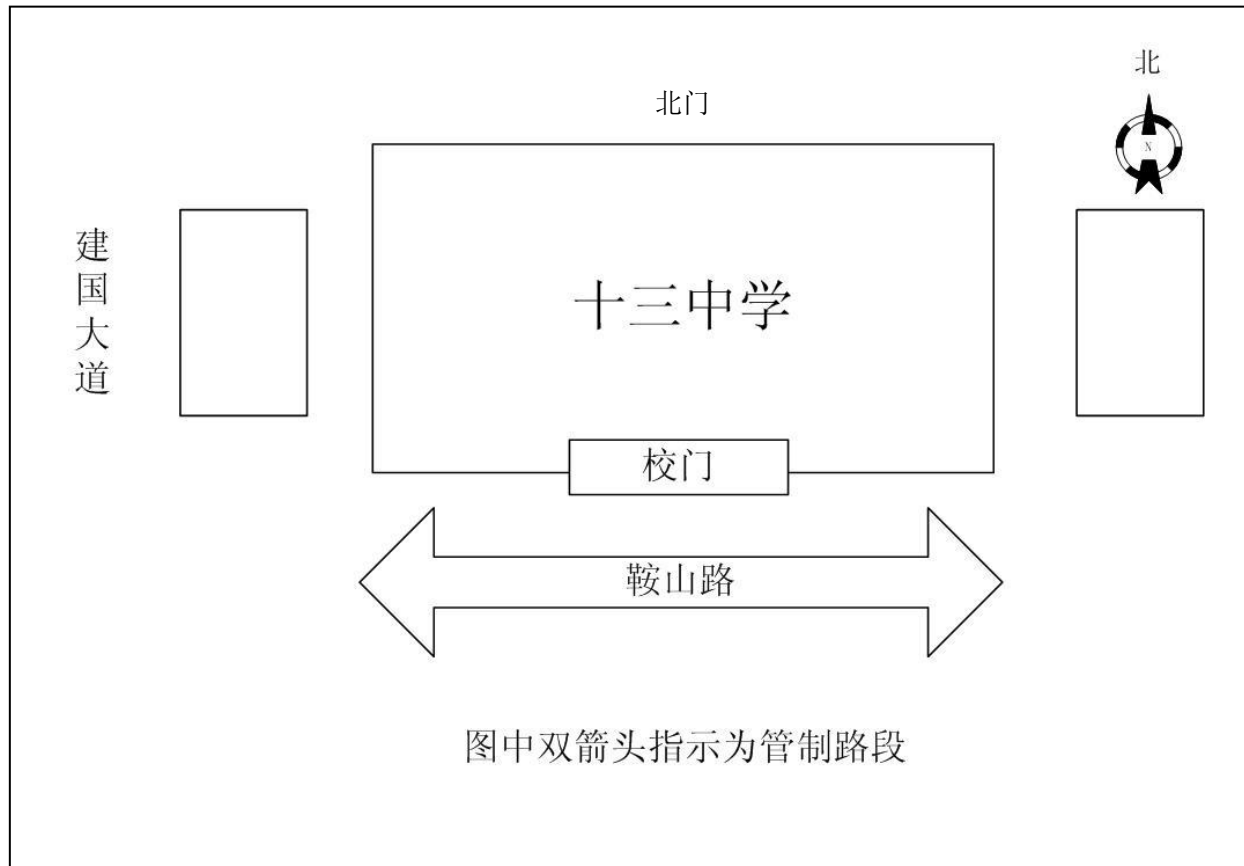 北
北门
N
建国大道
十三中学
校门
鞍山路
图中双箭头指示为管制路段